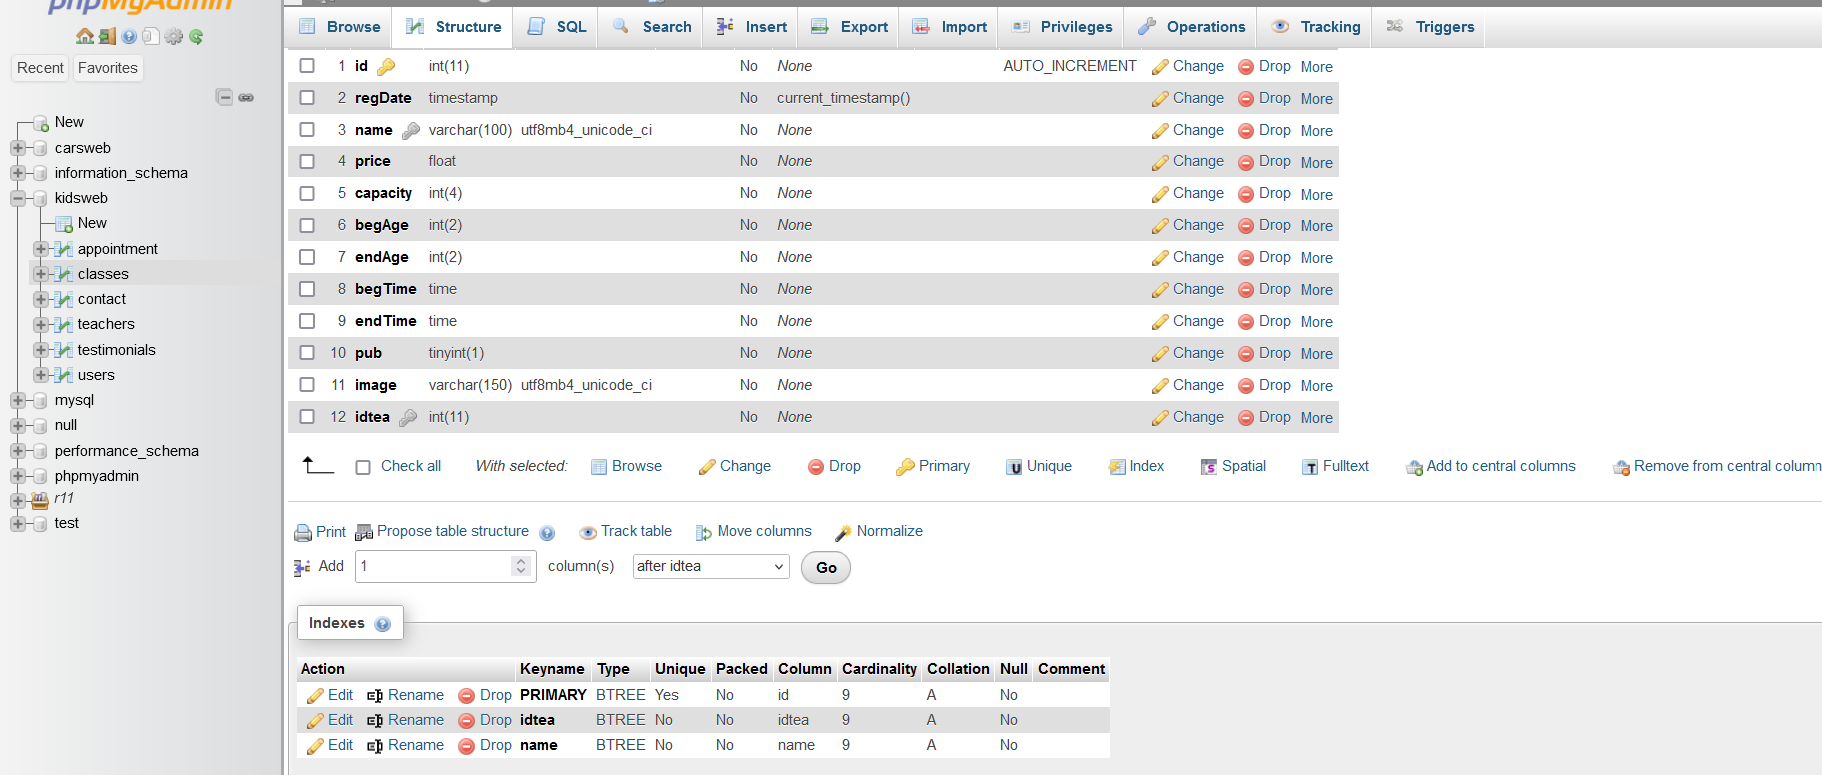 phpMyAdmin
Recent Favorites
New
carsweb
information_schema
kidsweb
New
appointment
classes
contact
teachers
testimonials
users
mysql
null
performance_schema
phpmyadmin
r11
test
Browse Structure SQL Search Insert Export Import Privileges Operations Tracking Triggers
1 id int(11) No None AUTO_INCREMENT Change Drop More
2 regDate timestamp No current_timestamp() Change Drop More
3 name varchar(100) utf8mb4_unicode_ci No None Change Drop More
4 price float No None Change Drop More
5 capacity int(4) No None Change Drop More
6 begAge int(2) No None Change Drop More
7 endAge int(2) No None Change Drop More
8 begTime time No None Change Drop More
9 endTime time No None Change Drop More
10 pub tinyint(1) No None Change Drop More
11 image varchar(150) utf8mb4_unicode_ci No None Change Drop More
12 idtea int(11) No None Change Drop More
Check all With selected: Browse Change Drop Primary Unique Index Spatial Fulltext Add to central columns Remove from central column
Print Propose table structure Track table Move columns Normalize
Add 1 column(s) after idtea Go
Indexes
Action Keyname Type Unique Packed Column Cardinality Collation Null Comment
Edit Rename Drop PRIMARY BTREE Yes No id 9 A No
Edit Rename Drop idtea BTREE No No idtea 9 A No
Edit Rename Drop name BTREE No No name 9 A No